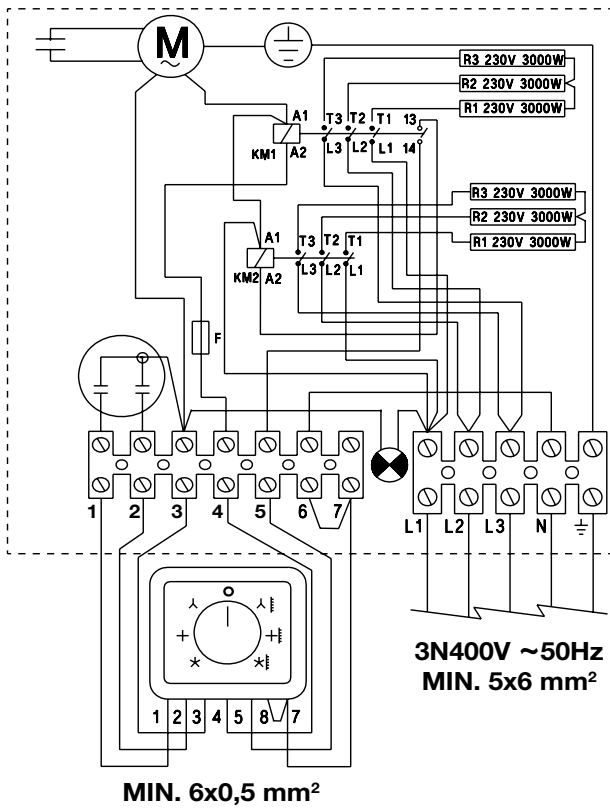 M
~
R3 230V 3000W
R2 230V 3000W
R1 230V 3000W
A1
T3 T2 T1 13
KM1 A2 L3 L2 L1 14
R3 230V 3000W
R2 230V 3000W
R1 230V 3000W
A1
T3 T2 T1
KM2 A2 L3 L2 L1
F
1 2 3 4 5 6 7
L1 L2 L3 N
3N400V ~50Hz
MIN. 5x6 mm²
1 2 3 4 5 8 7
MIN. 6x0,5 mm²